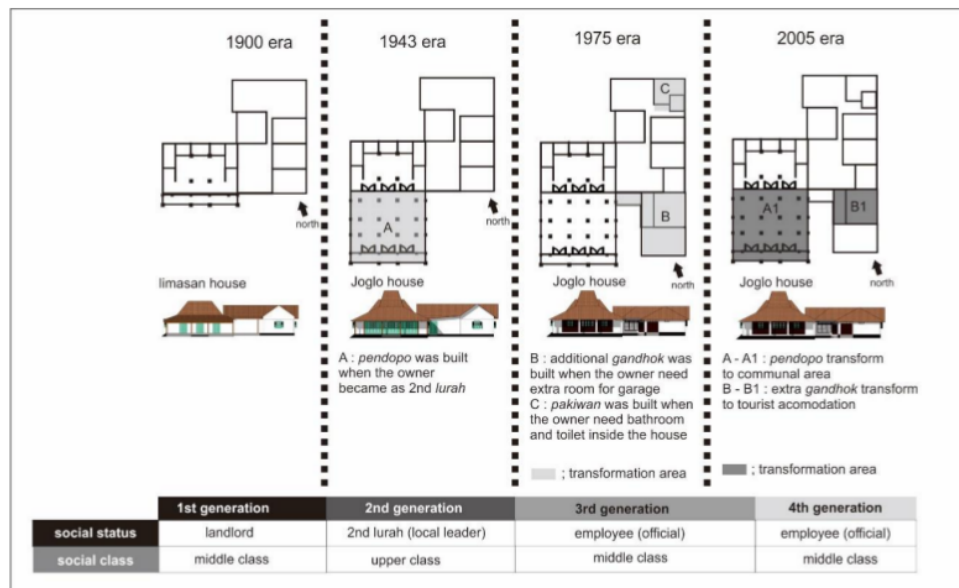 1900 era
1943 era
1975 era
2005 era
C
A
B
A1
B1
north
north
north
north
limasan house
Joglo house
Joglo house
Joglo house
A : pendopo was built
when the owner
became as 2nd lurah
B : additional gandhok was
built when the owner need
extra room for garage
C : pakiwan was built when
the owner need bathroom
and toilet inside the house
A - A1 : pendopo transform
to communal area
B - B1 : extra gandhok transform
to tourist acomodation
; transformation area
; transformation area
1st generation 2nd generation 3rd generation 4th generation
social status landlord 2nd lurah (local leader) employee (official) employee (official)
social class middle class upper class middle class middle class